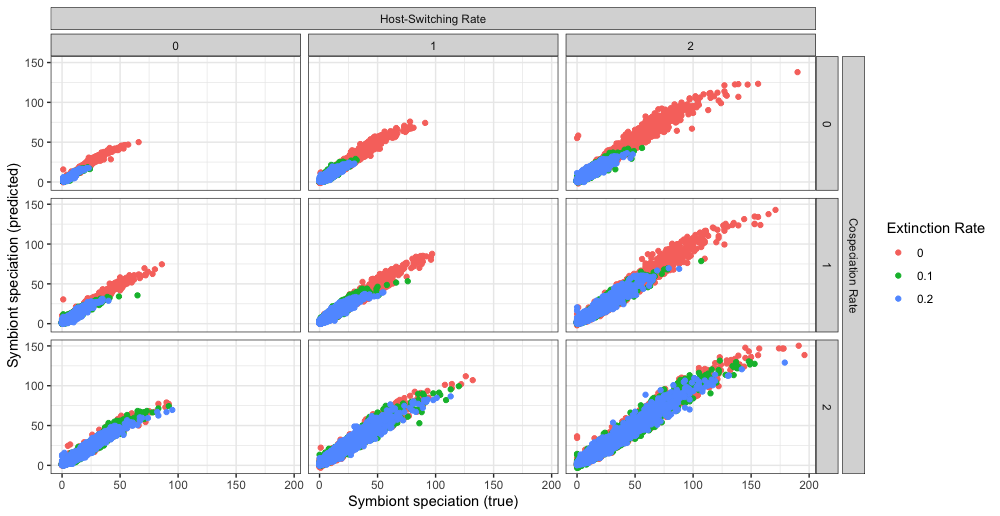 Host-Switching Rate
0 1 2
150
100
50
0
0
150
100
50
0
1
150
100
50
0
2
0 50 100 150 200 0 50 100 150 200 0 50 100 150 200
Symbiont speciation (true)
Symbiont speciation (predicted)
Cospeciation Rate
Extinction Rate
0
0.1
0.2